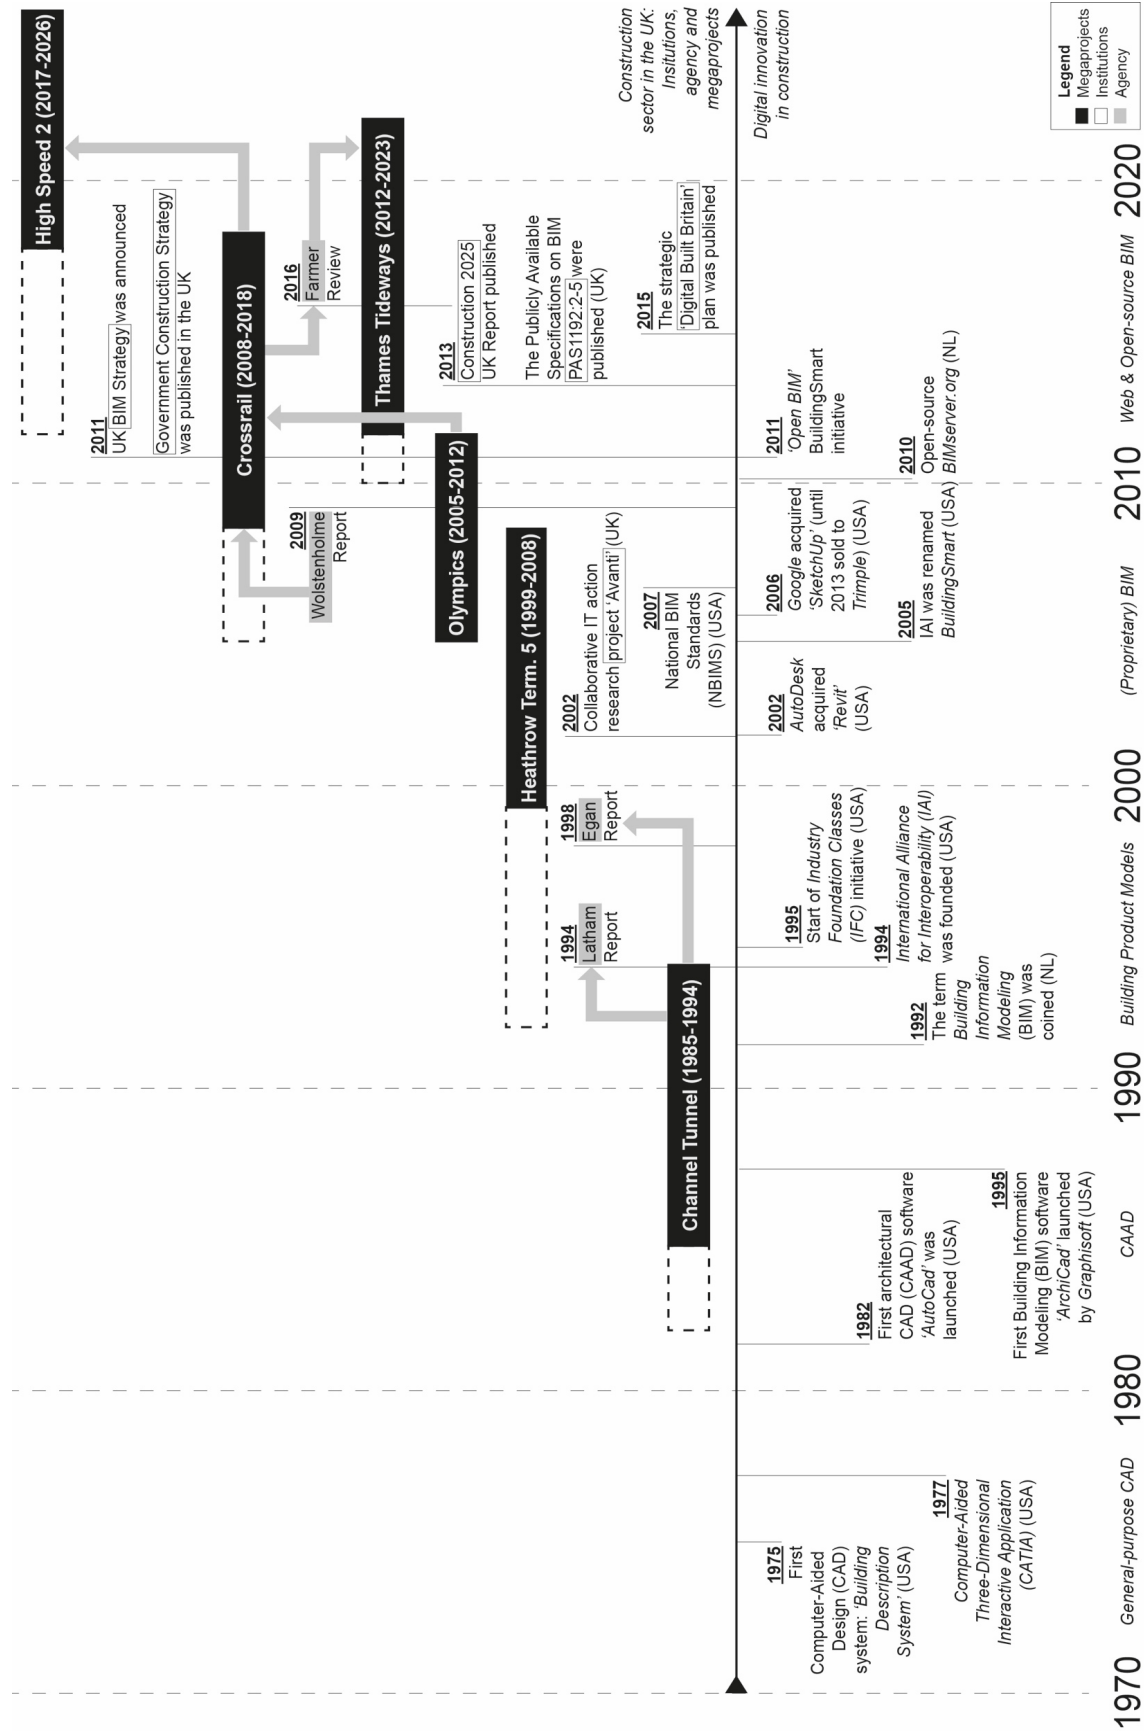 High Speed 2 (2017-2026)
2011
UK BIM Strategy was announced
Government Construction Strategy
was published in the UK
Crossrail (2008-2018)
2009
Wolstenholme
Report
2016
Farmer
Review
Thames Tideways (2012-2023)
Olympics (2005-2012)
2013
Construction 2025
UK Report published
The Publicly Available
Specifications on BIM
PAS1192:2-5 were
published (UK)
Heathrow Term. 5 (1999-2008)
1994
Latham
Report
1998
Egan
Report
2002
Collaborative IT action
research project 'Avanti' (UK)
2007
National BIM
Standards
(NBIMS) (USA)
2015
The strategic
'Digital Built Britain'
plan was published
Channel Tunnel (1985-1994)
Construction
sector in the UK:
Insitutions,
agency and
megaprojects
Digital innovation
in construction
1975
First
Computer-Aided
Design (CAD)
system: 'Building
Description
System' (USA)
1977
Computer-Aided
Three-Dimensional
Interactive Application
(CATIA) (USA)
1982
First architectural
CAD (CAAD) software
'AutoCad' was
launched (USA)
1995
First Building Information
Modeling (BIM) software
'ArchiCad' launched
by Graphisoft (USA)
1992
The term
Building
Information
Modeling
(BIM) was
coined (NL)
1995
Start of Industry
Foundation Classes
(IFC) initiative (USA)
1994
International Alliance
for Interoperability (IAI)
was founded (USA)
2002
AutoDesk
acquired
'Revit'
(USA)
2006
Google acquired
'SketchUp' (until
2013 sold to
Trimple) (USA)
2005
IAI was renamed
BuildingSmart (USA)
2011
'Open BIM'
BuildingSmart
initiative
2010
Open-source
BIMserver.org (NL)
Legend
Megaprojects
Institutions
Agency
General-purpose CAD
CAAD
Building Product Models
(Proprietary) BIM
Web & Open-source BIM
1970
1980
1990
2000
2010
2020